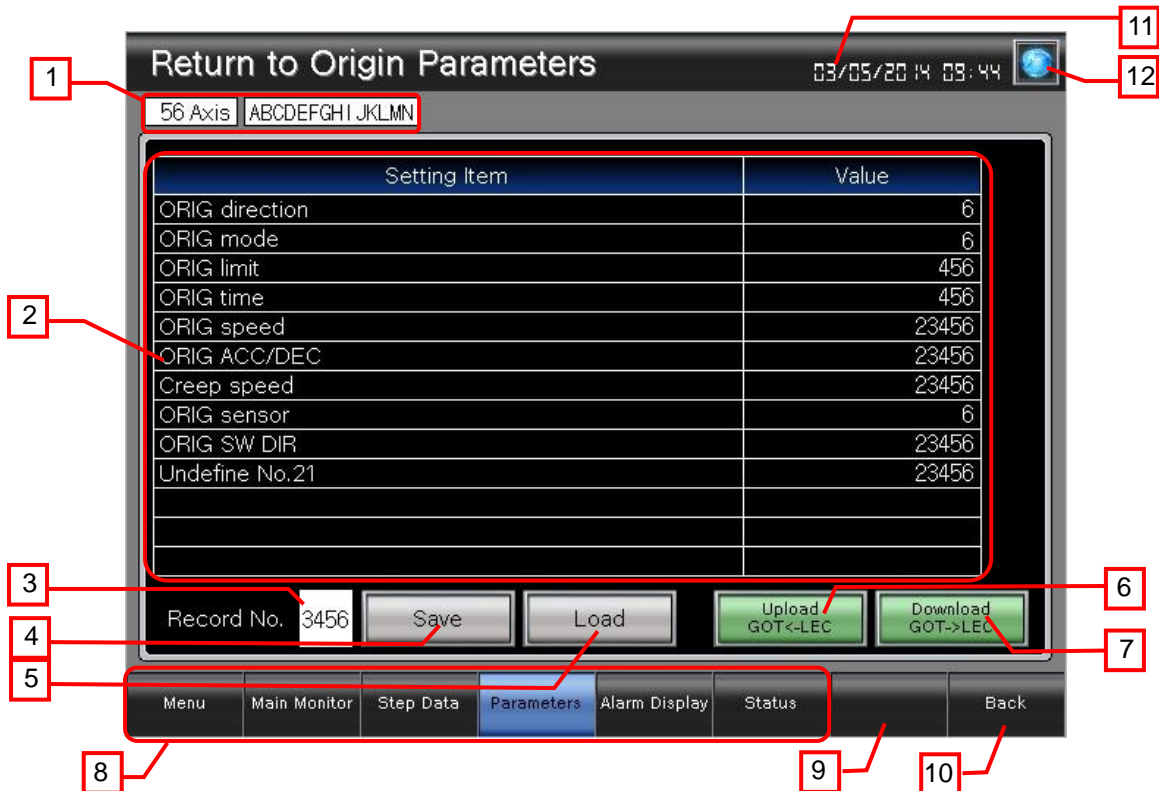 11
Return to Origin Parameters 03/05/2014 09:44
12
1
56 Axis ABCDEFGHIJKLMN
Setting Item Value
ORIG direction 6
ORIG mode 6
ORIG limit 456
ORIG time 456
2
ORIG speed 23456
ORIG ACC/DEC 23456
Creep speed 23456
ORIG sensor 6
ORIG SW DIR 23456
Undefine No.21 23456
3
6
Record No. 3456 Save Load Upload GOT<-LEC Download GOT->LEC
4
7
5
Menu Main Monitor Step Data Parameters Alarm Display Status Back
8 9 10